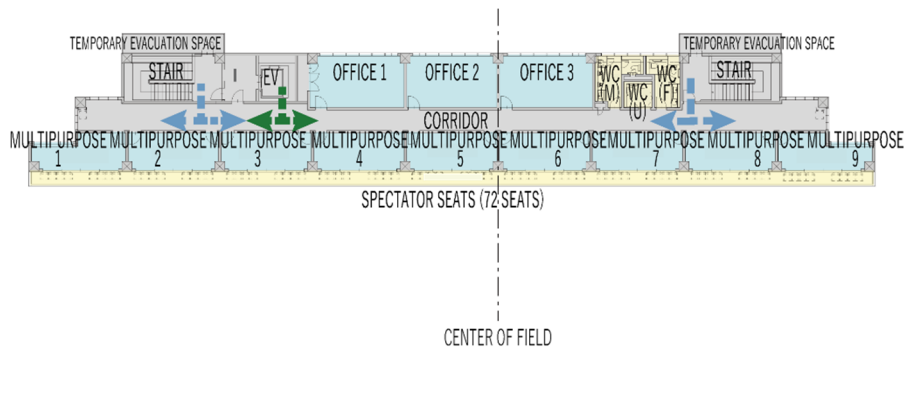 TEMPORARY EVACUATION SPACE
TEMPORARY EVACUATION SPACE
STAIR
EV
OFFICE 1
OFFICE 2
OFFICE 3
WC
(M)
WC
(U)
WC
(F)
STAIR
CORRIDOR
MULTIPURPOSE
1
MULTIPURPOSE
2
MULTIPURPOSE
3
MULTIPURPOSE
4
MULTIPURPOSE
5
MULTIPURPOSE
6
MULTIPURPOSE
7
MULTIPURPOSE
8
MULTIPURPOSE
9
SPECTATOR SEATS (72 SEATS)
CENTER OF FIELD